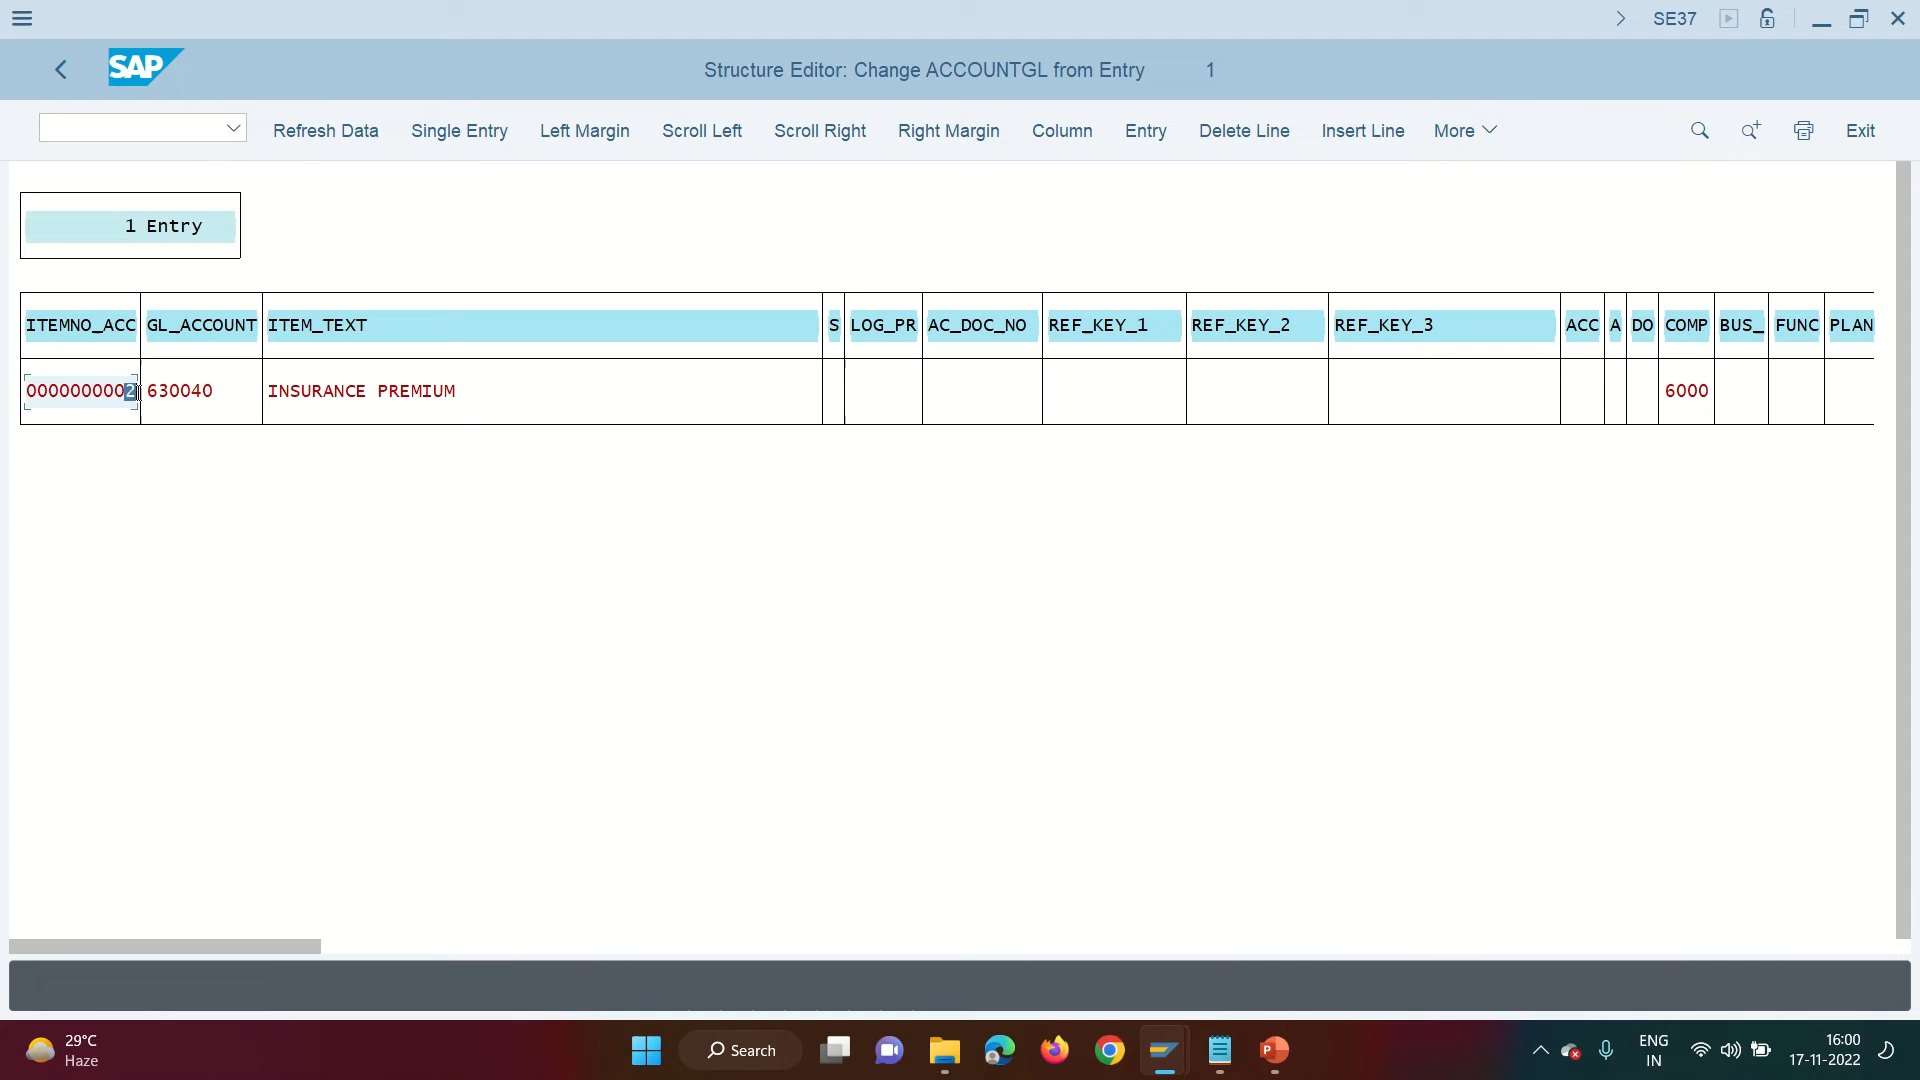 SE37
SAP
Structure Editor: Change ACCOUNTGL from Entry 1
Refresh Data Single Entry Left Margin Scroll Left Scroll Right Right Margin Column Entry Delete Line Insert Line More Exit
1 Entry
ITEMNO_ACC GL_ACCOUNT ITEM_TEXT S LOG_PR AC_DOC_NO REF_KEY_1 REF_KEY_2 REF_KEY_3 ACC A DO COMP BUS_ FUNC PLAN
0000000002 630040 INSURANCE PREMIUM 6000
29°C
Haze
Search
ENG
IN
16:00
17-11-2022